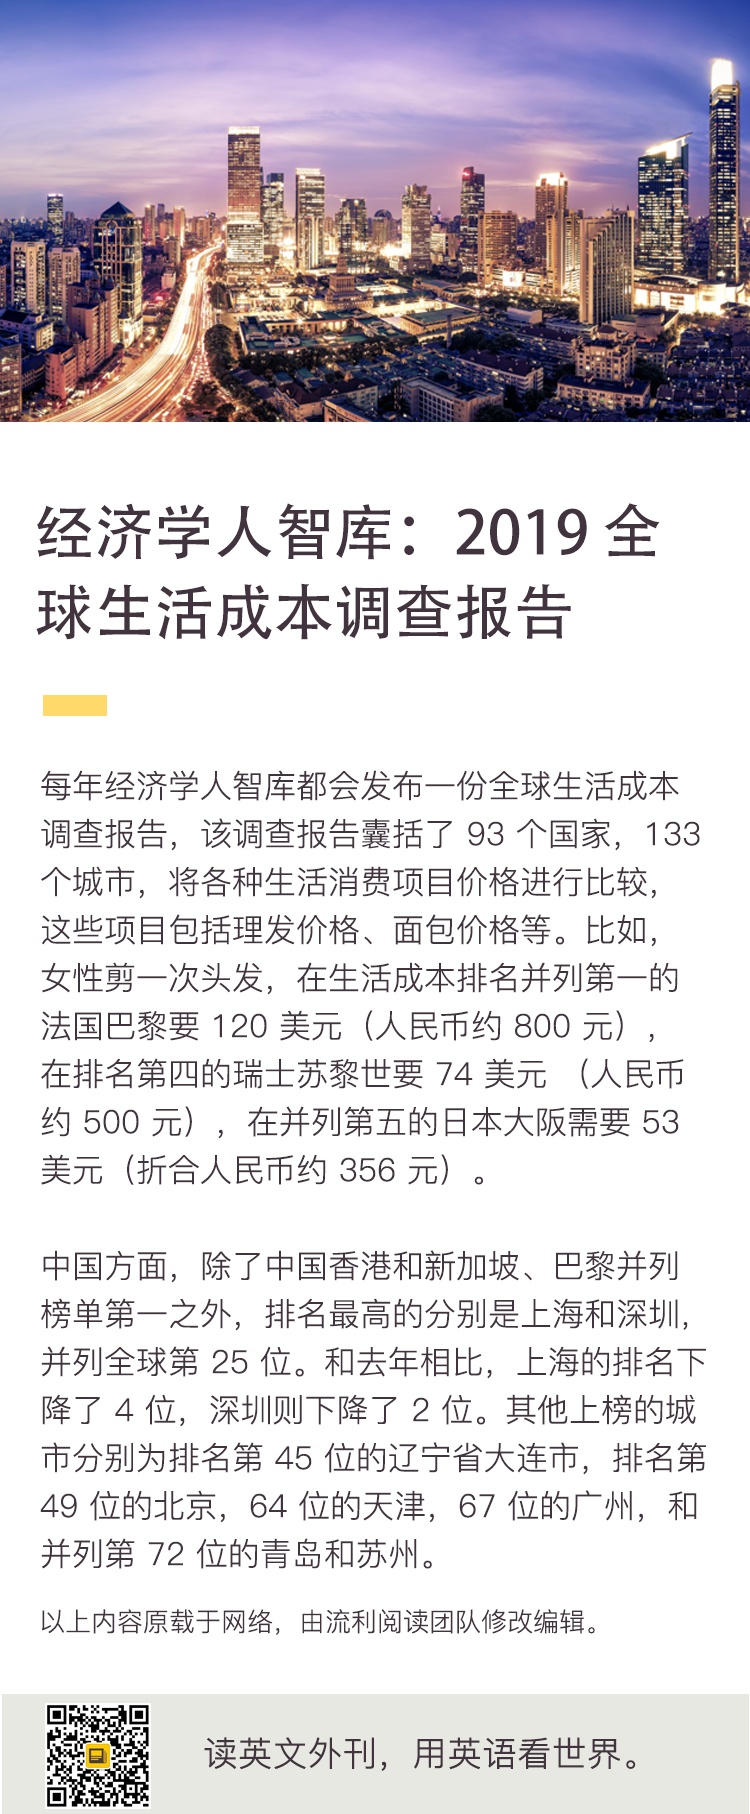 经济学人智库：2019 全
球生活成本调查报告
每年经济学人智库都会发布一份全球生活成本
调查报告，该调查报告囊括了 93 个国家，133
个城市，将各种生活消费项目价格进行比较，
这些项目包括理发价格、面包价格等。比如，
女性剪一次头发，在生活成本排名并列第一的
法国巴黎要 120 美元（人民币约 800 元），
在排名第四的瑞士苏黎世要 74 美元 （人民币
约 500 元），在并列第五的日本大阪需要 53
美元（折合人民币约 356 元）。
中国方面，除了中国香港和新加坡、巴黎并列
榜单第一之外，排名最高的分别是上海和深圳，
并列全球第 25 位。和去年相比，上海的排名下
降了 4 位，深圳则下降了 2 位。其他上榜的城
市分别为排名第 45 位的辽宁省大连市，排名第
49 位的北京，64 位的天津，67 位的广州，和
并列第 72 位的青岛和苏州。
以上内容原载于网络，由流利阅读团队修改编辑。
读英文外刊，用英语看世界。